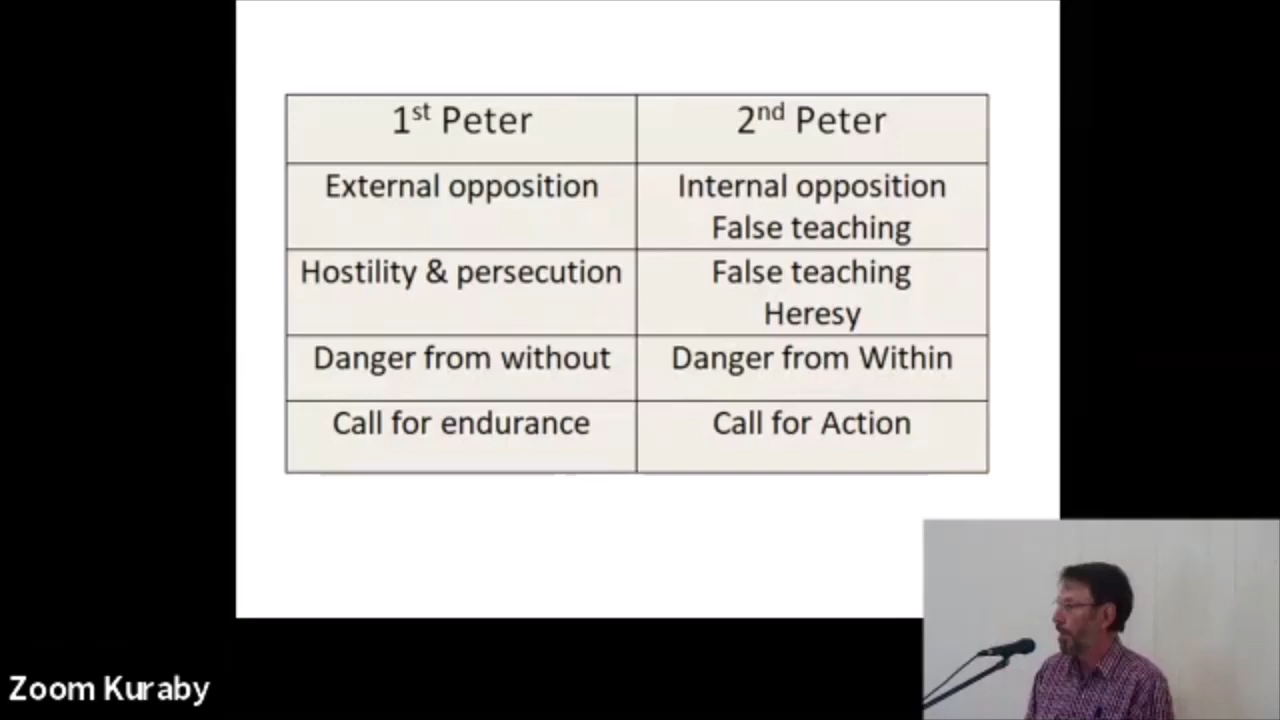 1st Peter
2nd Peter
External opposition
Internal opposition
False teaching
Hostility & persecution
False teaching
Heresy
Danger from without
Danger from Within
Call for endurance
Call for Action
Zoom Kuraby